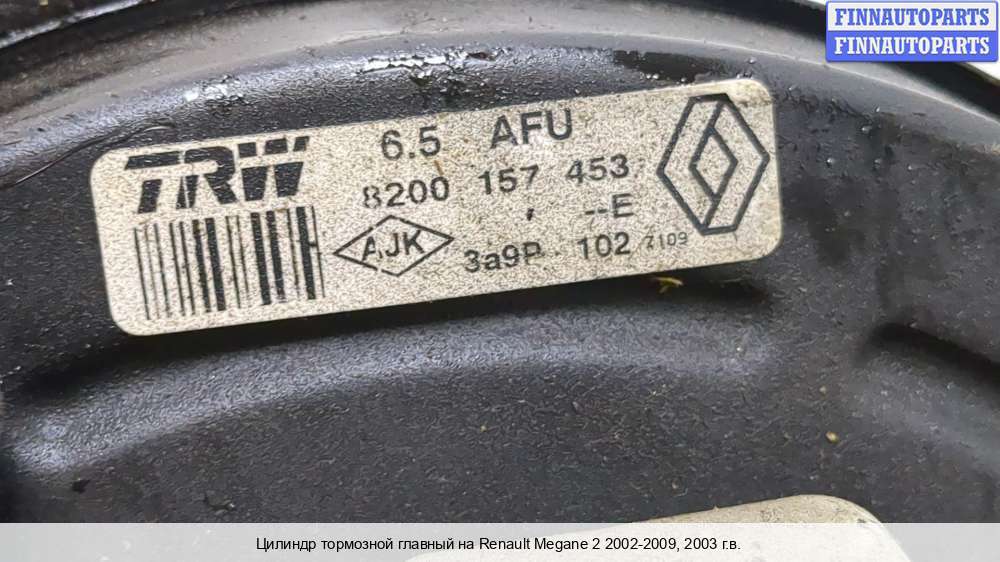 FINNAUTOPARTS
FINNAUTOPARTS
TRW
6.5 AFU
8200 157 453
--E
AJK
3a9P 102 7109
Цилиндр тормозной главный на Renault Megane 2 2002-2009, 2003 г.в.